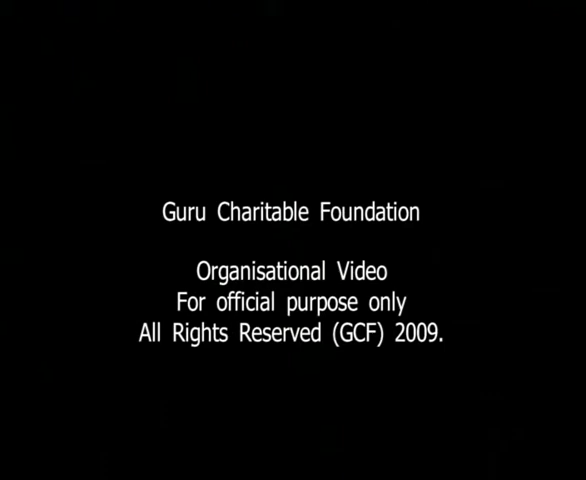 Guru Charitable Foundation
Organisational Video
For official purpose only
All Rights Reserved (GCF) 2009.